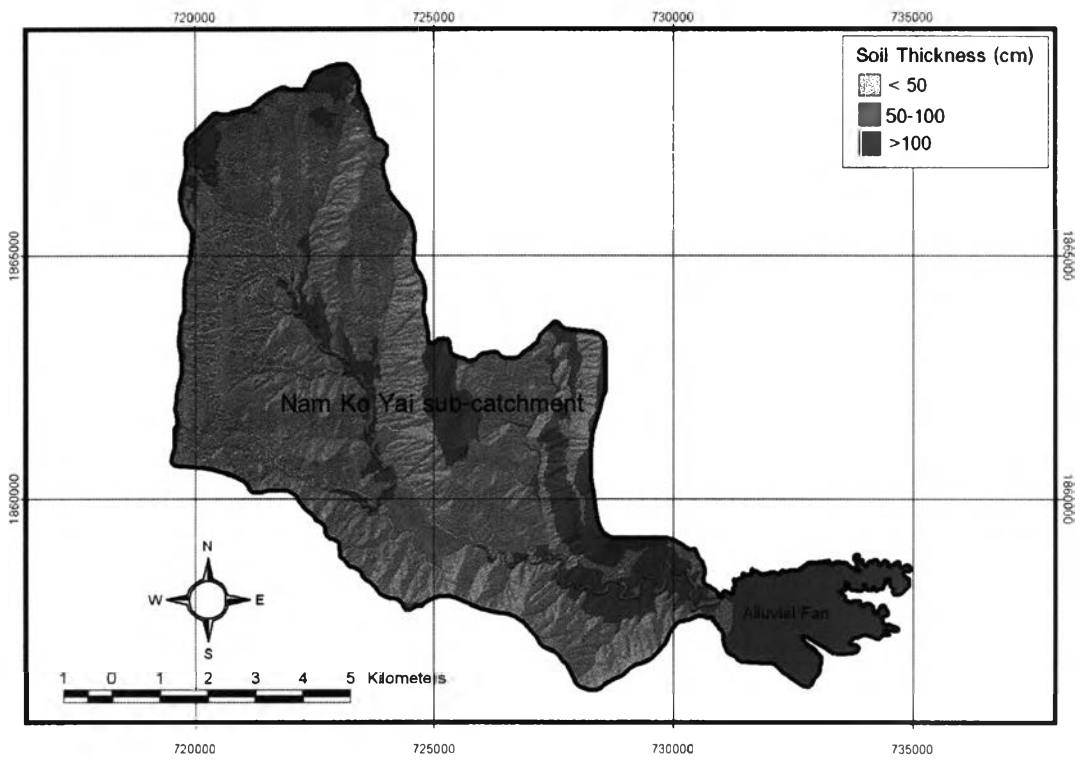 720000 725000 730000 735000
Soil Thickness (cm)
< 50
50-100
>100
1865000 1865000
Nam Ko Yai sub-catchment
1860000 1860000
Alluvial Fan
N
W E
S
1 0 1 2 3 4 5 Kilometers
720000 725000 730000 735000